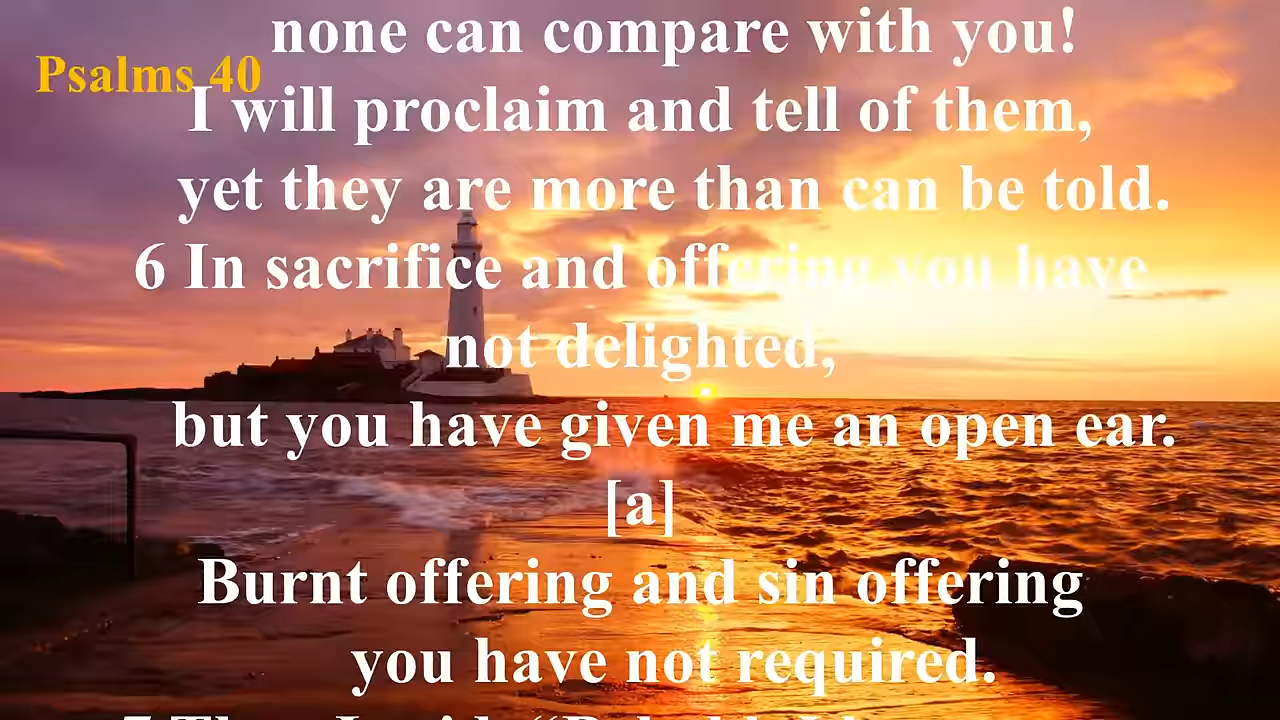 none can compare with you!
Psalms 40
I will proclaim and tell of them,
yet they are more than can be told.
6 In sacrifice and offering you have
not delighted,
but you have given me an open ear.
[a]
Burnt offering and sin offering
you have not required.